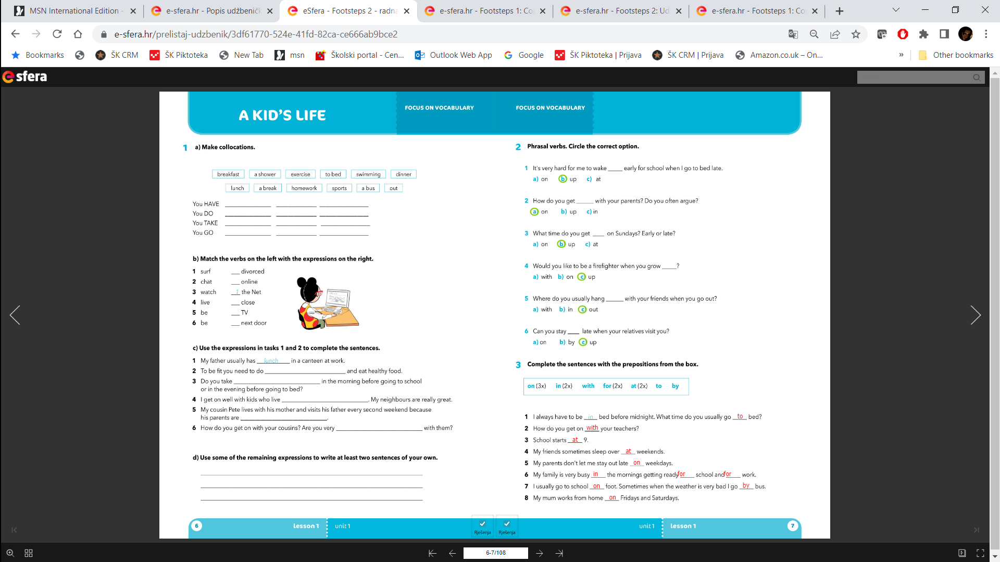 MSN International Edition -
e-sfera.hr - Popis udžbenič
eSfera - Footsteps 2 - radna
e-sfera.hr - Footsteps 1: Co
e-sfera.hr - Footsteps 2: Ud
e-sfera.hr - Footsteps 1: Co
e-sfera.hr/prelistaj-udzbenik/3df61770-524e-41fd-82ca-ce666ab9bce2
Bookmarks ŠK CRM ŠK Piktoteka New Tab msn Školski portal - Cen... Outlook Web App Google ŠK Piktoteka | Prijava ŠK CRM | Prijava Amazon.co.uk – On... » Other bookmarks
esfera
A KID'S LIFE
FOCUS ON VOCABULARY
FOCUS ON VOCABULARY
1 a) Make collocations.
breakfast a shower exercise to bed swimming dinner
lunch a break homework sports a bus out
You HAVE ____ ____ ____
You DO ____ ____ ____
You TAKE ____ ____ ____
You GO ____ ____ ____
b) Match the verbs on the left with the expressions on the right.
1 surf ___ divorced
2 chat ___ online
3 watch _1_ the Net
4 live ___ close
5 be ___ TV
6 be ___ next door
c) Use the expressions in tasks 1 and 2 to complete the sentences.
1 My father usually has __lunch__ in a canteen at work.
2 To be fit you need to do ____ and eat healthy food.
3 Do you take ____ in the morning before going to school
or in the evening before going to bed?
4 I get on well with kids who live ____. My neighbours are really great.
5 My cousin Pete lives with his mother and visits his father every second weekend because
his parents are ____.
6 How do you get on with your cousins? Are you very ____ with them?
d) Use some of the remaining expressions to write at least two sentences of your own.
6 lesson 1 unit 1
Rješenja
2 Phrasal verbs. Circle the correct option.
1 It's very hard for me to wake ____ early for school when I go to bed late.
a) on b) up c) at
2 How do you get ____ with your parents? Do you often argue?
a) on b) up c) in
3 What time do you get ____ on Sundays? Early or late?
a) on b) up c) at
4 Would you like to be a firefighter when you grow ____?
a) with b) on c) up
5 Where do you usually hang ____ with your friends when you go out?
a) with b) in c) out
6 Can you stay ____ late when your relatives visit you?
a) on b) by c) up
3 Complete the sentences with the prepositions from the box.
on (3x) in (2x) with for (2x) at (2x) to by
1 I always have to be _in_ bed before midnight. What time do you usually go _to_ bed?
2 How do you get on _with_ your teachers?
3 School starts _at_ 9.
4 My friends sometimes sleep over _at_ weekends.
5 My parents don't let me stay out late _on_ weekdays.
6 My family is very busy _in_ the mornings getting ready _for_ school and _for_ work.
7 I usually go to school _on_ foot. Sometimes when the weather is very bad I go _by_ bus.
8 My mum works from home _on_ Fridays and Saturdays.
Rješenja
unit 1 lesson 1 7
6-7/108